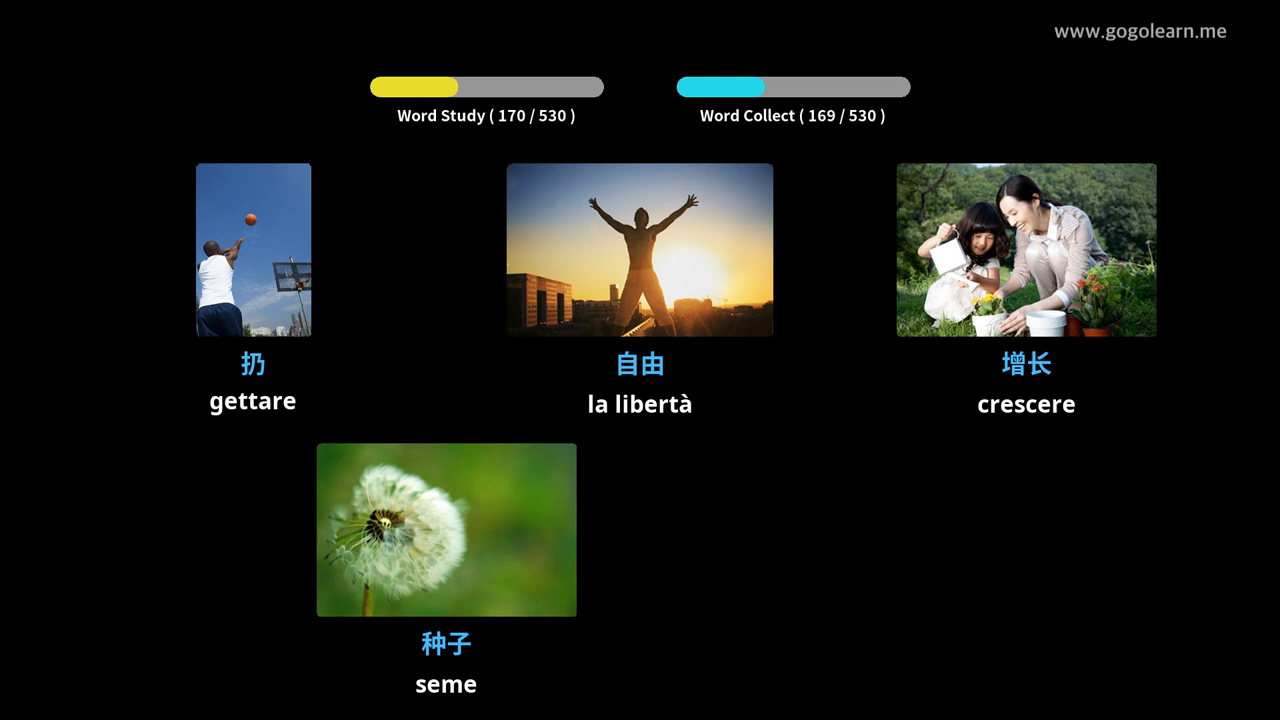 www.gogolearn.me
Word Study ( 170 / 530 )
Word Collect ( 169 / 530 )
扔
gettare
自由
la libertà
增长
crescere
种子
seme